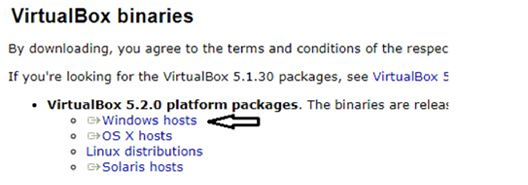 VirtualBox binaries
By downloading, you agree to the terms and conditions of the respec
If you're looking for the VirtualBox 5.1.30 packages, see VirtualBox 5
• VirtualBox 5.2.0 platform packages. The binaries are releas
Windows hosts
OS X hosts
Linux distributions
Solaris hosts